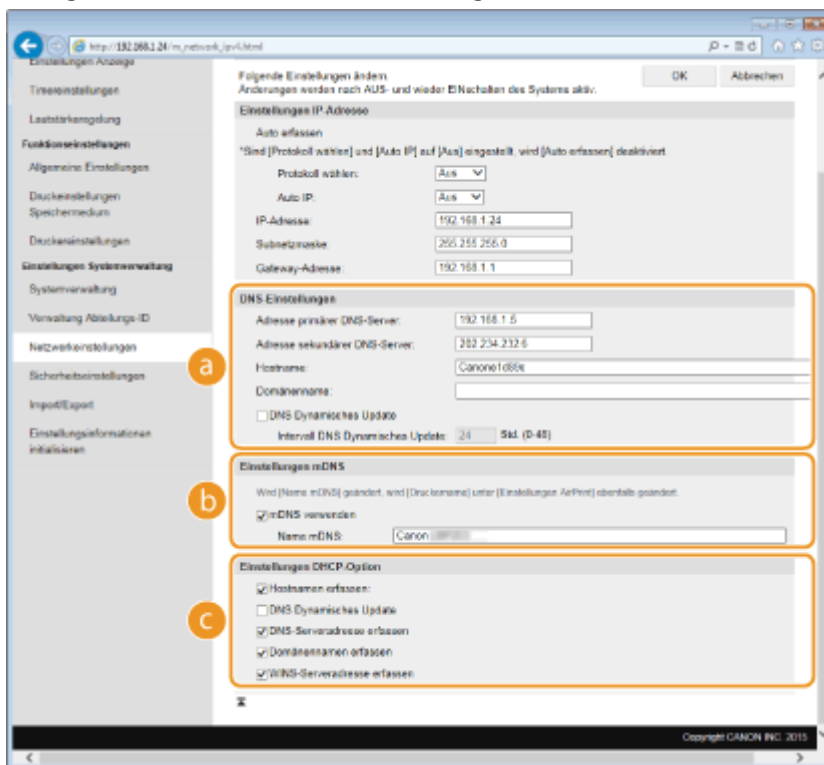 http://192.168.1.24/m_network_ipv4.html
Einstellungen Anzeige
Timereinstellungen
Lautstärkeregelung
Funktionseinstellungen
Allgemeine Einstellungen
Druckeinstellungen
Speichermedium
Druckereinstellungen
Einstellungen Systemverwaltung
Systemverwaltung
Verwaltung Abteilungs-ID
Netzwerkeinstellungen
Sicherheitseinstellungen
Import/Export
Einstellungsinformationen
initialisieren
Folgende Einstellungen ändern.
Änderungen werden nach AUS- und wieder EINschalten des Systems aktiv.
OK Abbrechen
Einstellungen IP-Adresse
Auto erfassen
*Sind [Protokoll wählen] und [Auto IP] auf [Aus] eingestellt, wird [Auto erfassen] deaktiviert.
Protokoll wählen: Aus
Auto IP: Aus
IP-Adresse: 192.168.1.24
Subnetzmaske: 255.255.255.0
Gateway-Adresse: 192.168.1.1
a
DNS-Einstellungen
Adresse primärer DNS-Server: 192.168.1.5
Adresse sekundärer DNS-Server: 202.234.232.6
Hostname:
Domänenname:
DNS Dynamisches Update
Intervall DNS Dynamisches Update: 24 Std. (0-48)
b
Einstellungen mDNS
Wird [Name mDNS] geändert, wird [Druckername] unter [Einstellungen AirPrint] ebenfalls geändert.
mDNS verwenden
Name mDNS: Canon
c
Einstellungen DHCP-Option
Hostnamen erfassen:
DNS Dynamisches Update
DNS-Serveradresse erfassen
Domänennamen erfassen
WINS-Serveradresse erfassen
Copyright CANON INC. 2015